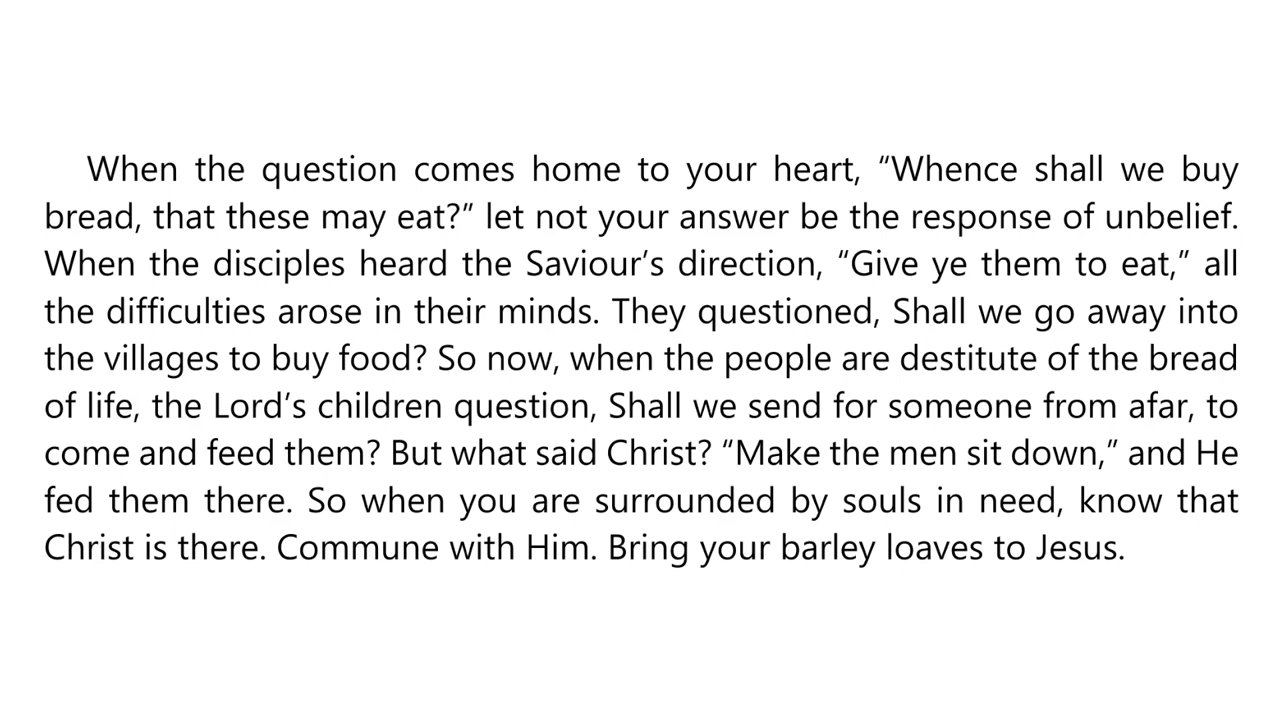 When the question comes home to your heart, “Whence shall we buy
bread, that these may eat?” let not your answer be the response of unbelief.
When the disciples heard the Saviour’s direction, “Give ye them to eat,” all
the difficulties arose in their minds. They questioned, Shall we go away into
the villages to buy food? So now, when the people are destitute of the bread
of life, the Lord’s children question, Shall we send for someone from afar, to
come and feed them? But what said Christ? “Make the men sit down,” and He
fed them there. So when you are surrounded by souls in need, know that
Christ is there. Commune with Him. Bring your barley loaves to Jesus.